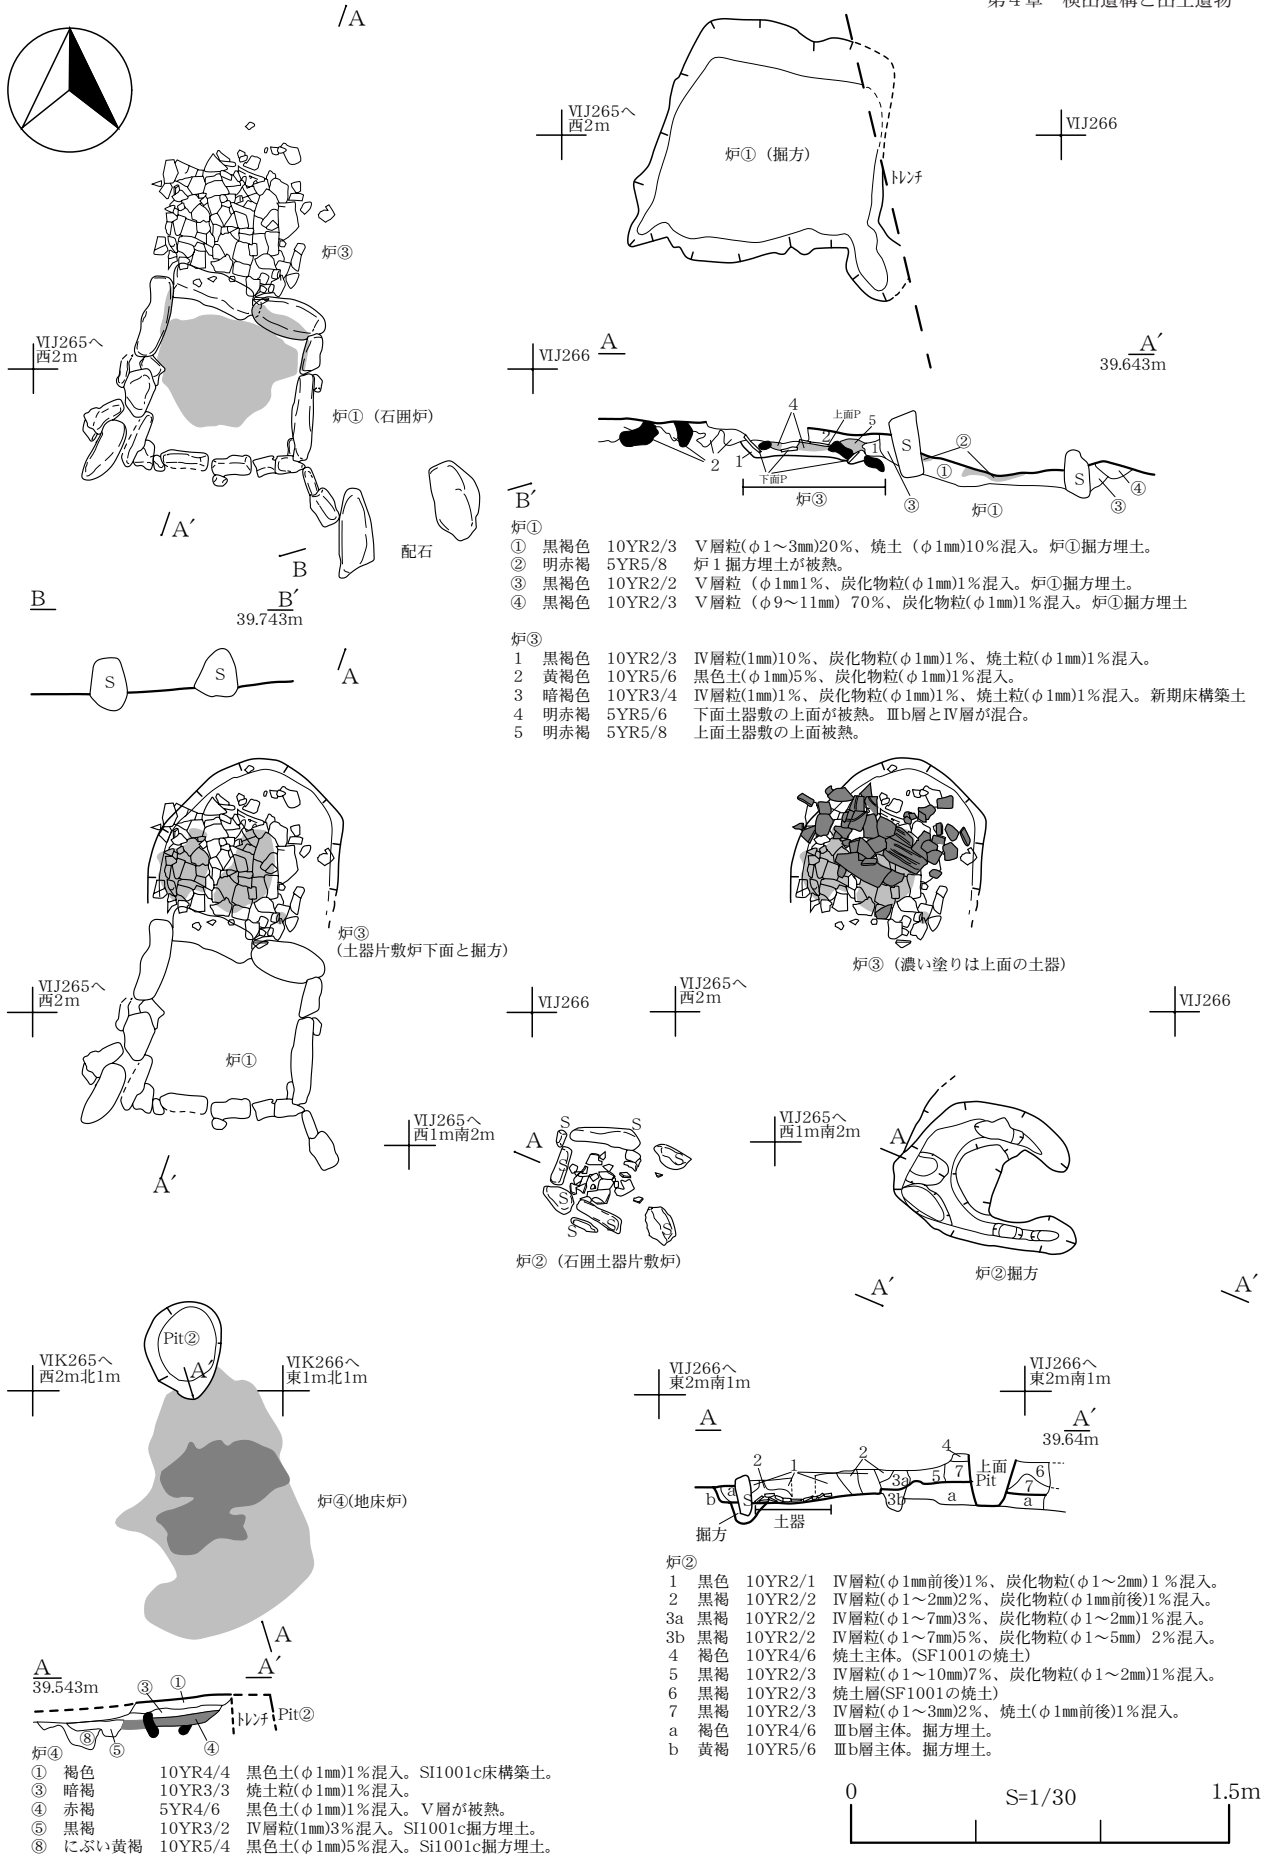 第4章　検出遺構と出土遺物
A
ⅦJ265へ
西2m
ⅦJ266
炉①（掘方）
トレンチ
炉③
ⅦJ265へ
西2m
ⅦJ266
炉①（石囲炉）
A′
B
配石
B′
A
A′
39.643m
4
上面P
5
2
S
②
2
1
1
①
S
④
下面P
炉③
③
炉①
③
炉①
①　黒褐色　10YR2/3　Ⅴ層粒(φ1～3㎜)20％、焼土（φ1㎜)10％混入。炉①掘方埋土。
②　明赤褐　5YR5/8　炉１掘方埋土が被熱。
③　黒褐色　10YR2/2　Ⅴ層粒（φ1㎜1％、炭化物粒(φ1㎜)1％混入。炉①掘方埋土。
④　黒褐色　10YR2/3　Ⅴ層粒（φ9～11㎜）70％、炭化物粒(φ1㎜)1％混入。炉①掘方埋土
炉③
1　黒褐色　10YR2/3　Ⅳ層粒(1㎜)10％、炭化物粒(φ1㎜)1％、焼土粒(φ1㎜)1％混入。
2　黄褐色　10YR5/6　黒色土(φ1㎜)5％、炭化物粒(φ1㎜)1％混入。
3　暗褐色　10YR3/4　Ⅳ層粒(1㎜)1％、炭化物粒(φ1㎜)1％、焼土粒(φ1㎜)1％混入。新期床構築土
4　明赤褐　5YR5/6　下面土器敷の上面が被熱。Ⅲb層とⅣ層が混合。
5　明赤褐　5YR5/8　上面土器敷の上面被熱。
B
B′
39.743m
S
S
A
炉③
(土器片敷炉下面と掘方)
炉③（濃い塗りは上面の土器）
ⅦJ265へ
西2m
ⅦJ266
ⅦJ265へ
西2m
ⅦJ266
炉①
A′
ⅦJ265へ
西1m南2m
A
S
S
S
S
S
S
S
炉②（石囲土器片敷炉）
A′
ⅦJ265へ
西1m南2m
A
炉②掘方
A′
Pit②
A′
ⅦK265へ
西2m北1m
ⅦK266へ
東1m北1m
炉④(地床炉)
A
ⅦJ266へ
東2m南1m
ⅦJ266へ
東2m南1m
A
A′
39.64m
2
1
2
4
3a
5
7
上面
Pit
6
7
a
b
a
S
3b
a
掘方
土器
炉②
1　黒色　10YR2/1　Ⅳ層粒(φ1㎜前後)1％、炭化物粒(φ1～2㎜)１％混入。
2　黒褐　10YR2/2　Ⅳ層粒(φ1～2㎜)2％、炭化物粒(φ1㎜前後)1％混入。
3a　黒褐　10YR2/2　Ⅳ層粒(φ1～7㎜)3％、炭化物粒(φ1～2㎜)1％混入。
3b　黒褐　10YR2/2　Ⅳ層粒(φ1～7㎜)5％、炭化物粒(φ1～5㎜）2％混入。
4　褐色　10YR4/6　焼土主体。(SF1001の焼土)
5　黒褐　10YR2/3　Ⅳ層粒(φ1～10㎜)7％、炭化物粒(φ1～2㎜)1％混入。
6　黒褐　10YR2/3　焼土層(SF1001の焼土)
7　黒褐　10YR2/3　Ⅳ層粒(φ1～3㎜)2％、焼土(φ1㎜前後)1％混入。
a　褐色　10YR4/6　Ⅲb層主体。掘方埋土。
b　黄褐　10YR5/6　Ⅲb層主体。掘方埋土。
A
39.543m
A′
③
①
トレンチ
Pit②
⑧
⑤
④
炉④
①　褐色　10YR4/4　黒色土(φ1㎜)1％混入。SI1001c床構築土。
③　暗褐　10YR3/3　焼土粒(φ1㎜)1％混入。
④　赤褐　5YR4/6　黒色土(φ1㎜)1％混入。Ⅴ層が被熱。
⑤　黒褐　10YR3/2　Ⅳ層粒(1㎜)3％混入。SI1001c掘方埋土。
⑧　にぶい黄褐　10YR5/4　黒色土(φ1㎜)5％混入。Si1001c掘方埋土。
0
S=1/30
1.5m